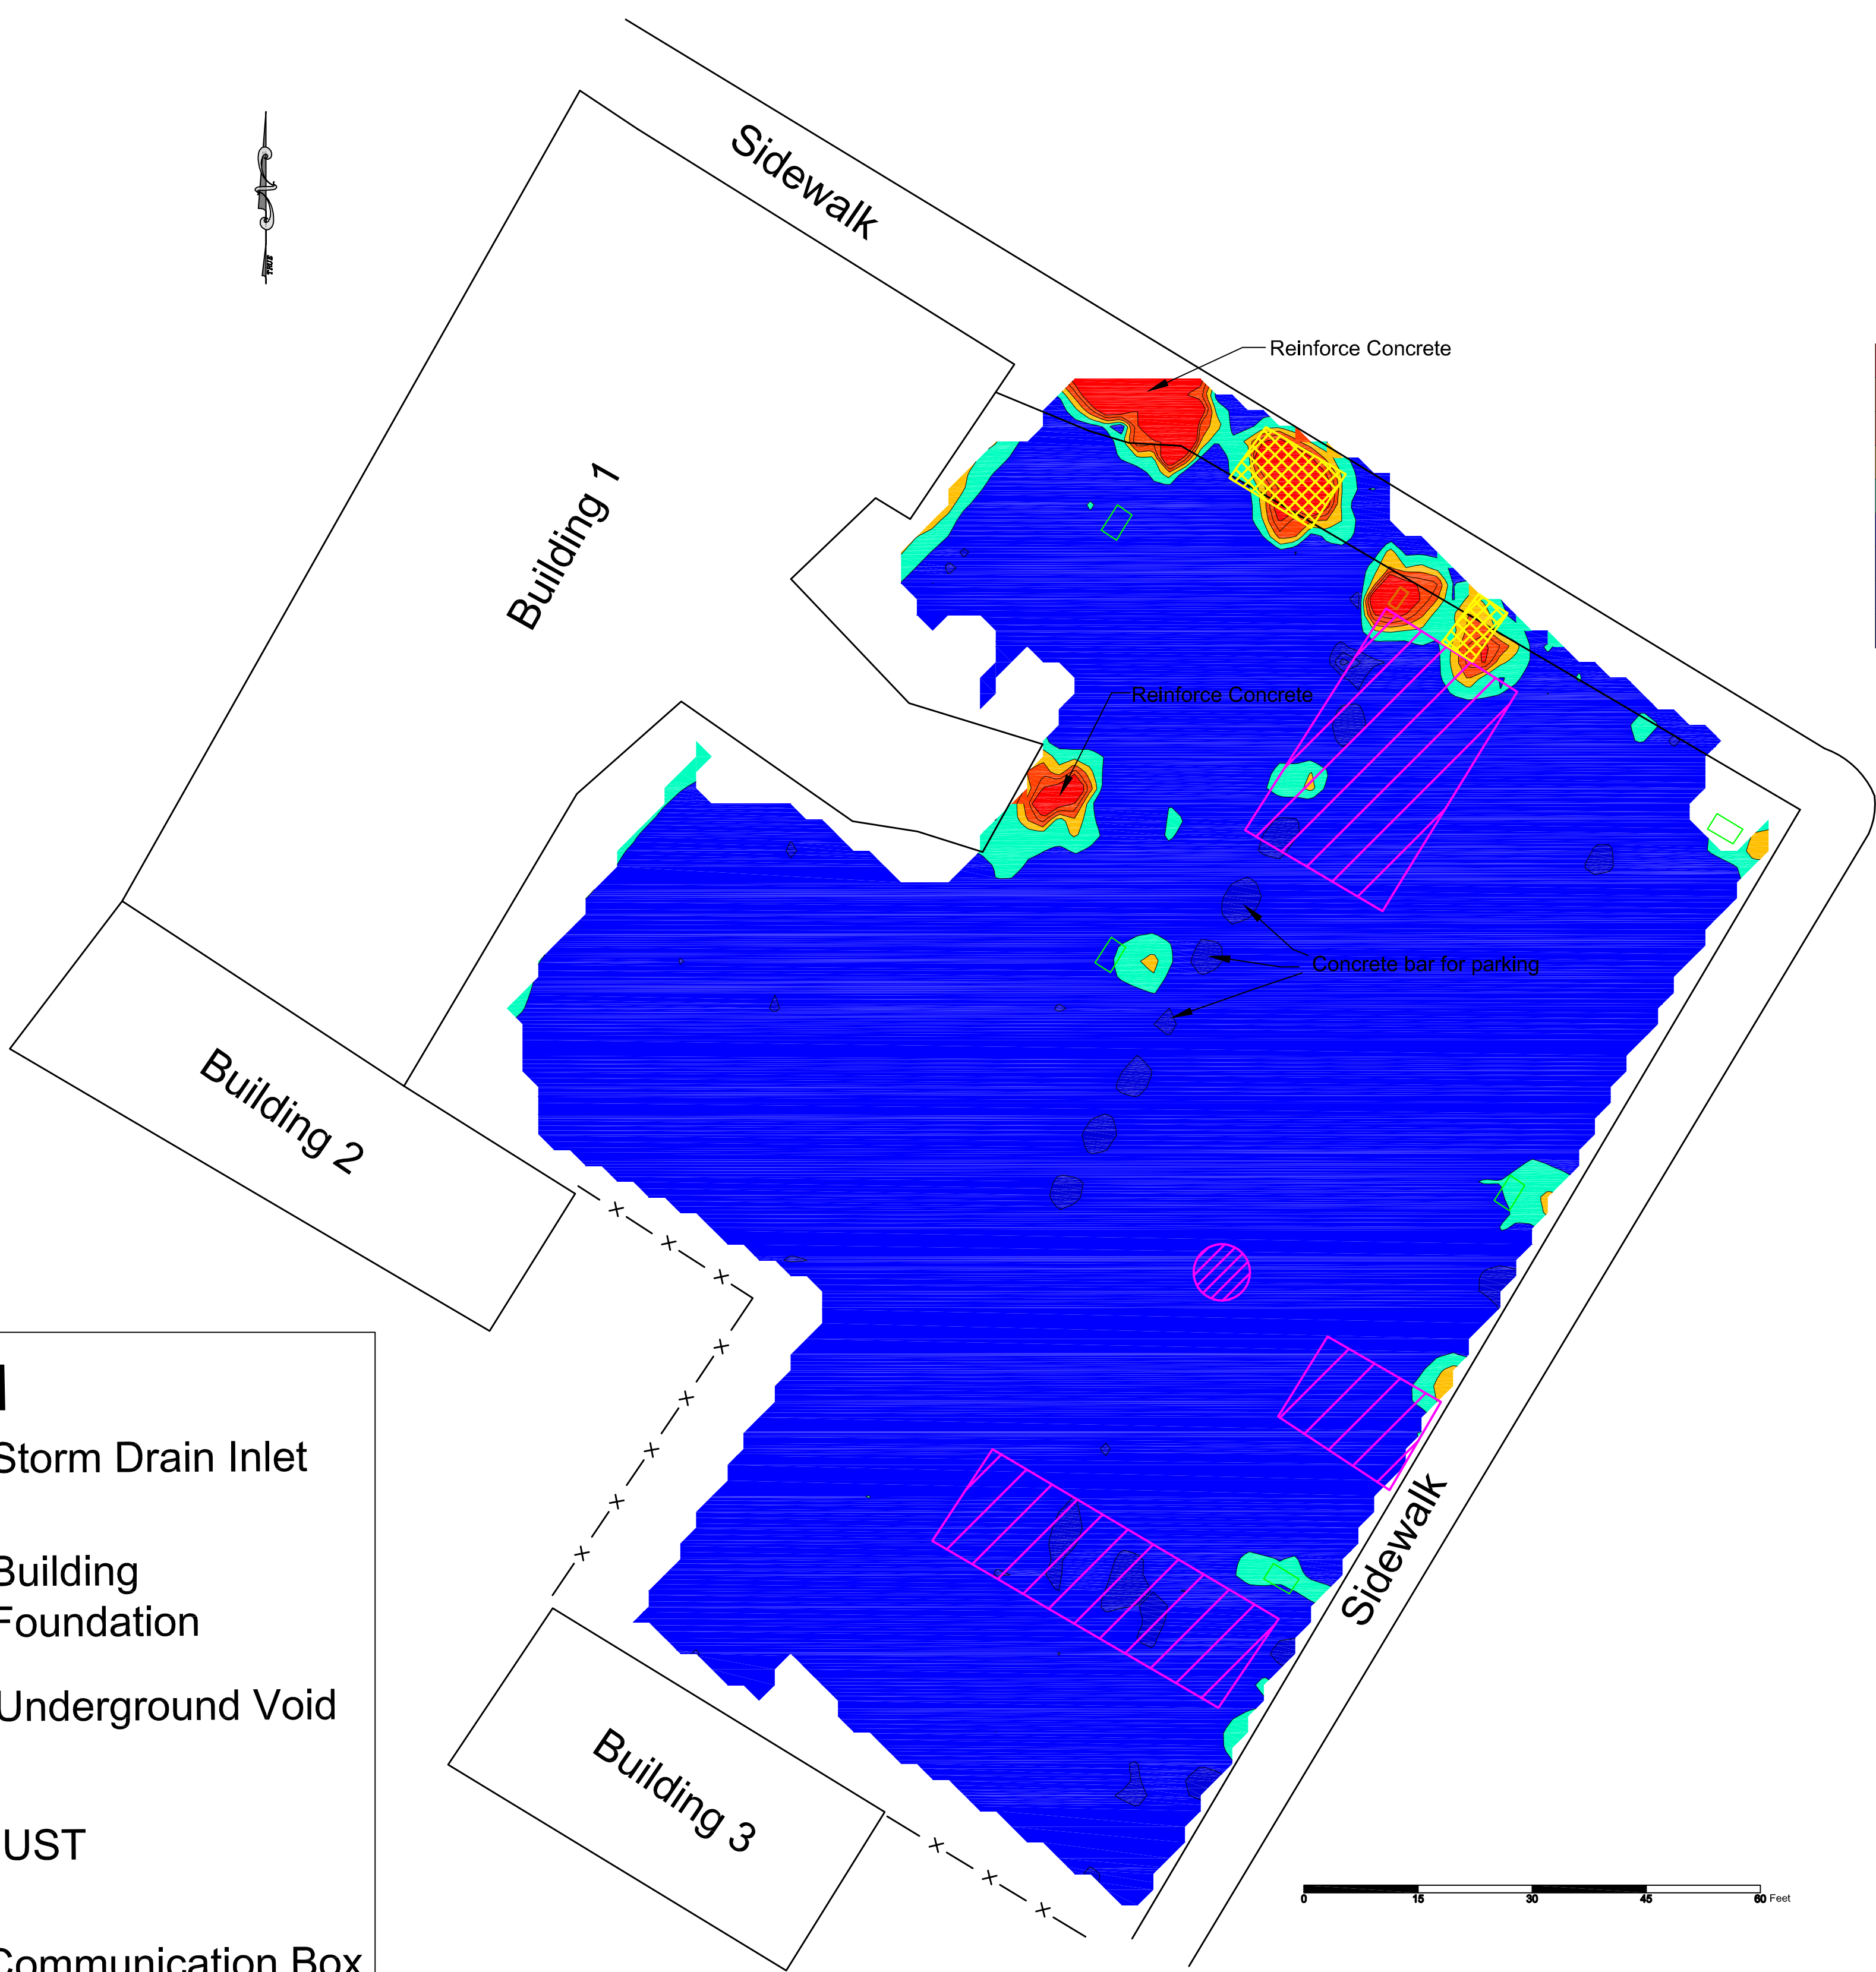 Sidewalk
TRUE
Reinforce Concrete
Building 1
Reinforce Concrete
Concrete bar for parking
Building 2
Storm Drain Inlet
Building
Foundation
Underground Void
UST
Communication Box
Sidewalk
Building 3
0 15 30 45 60 Feet